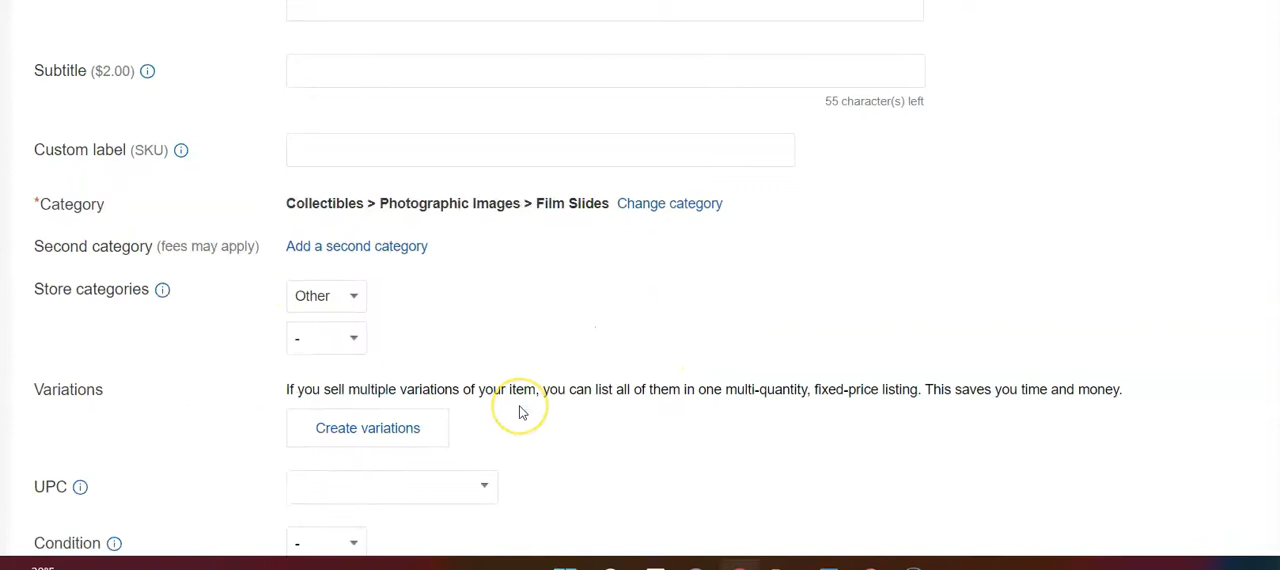 Subtitle ($2.00)
55 character(s) left
Custom label (SKU)
*Category
Collectibles > Photographic Images > Film Slides Change category
Second category (fees may apply)
Add a second category
Store categories
Other
-
Variations
If you sell multiple variations of your item, you can list all of them in one multi-quantity, fixed-price listing. This saves you time and money.
Create variations
UPC
Condition
-